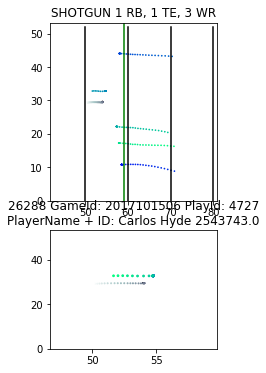 SHOTGUN 1 RB, 1 TE, 3 WR
50
40
30
20
10
0
50 60 70 80
26288 GameId: 2017101506 PlayId: 4727
PlayerName + ID: Carlos Hyde 2543743.0
40
20
0
50 55